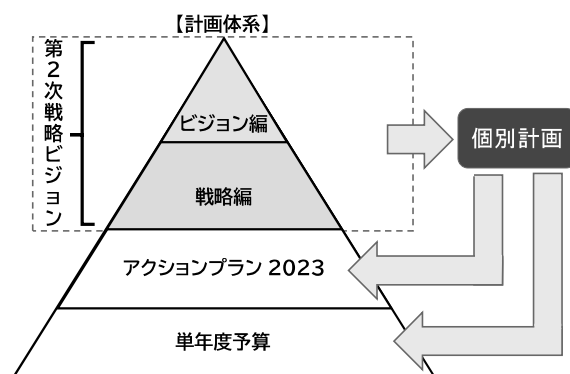 【計画体系】
第2次戦略ビジョン
ビジョン編
戦略編
個別計画
アクションプラン 2023
単年度予算